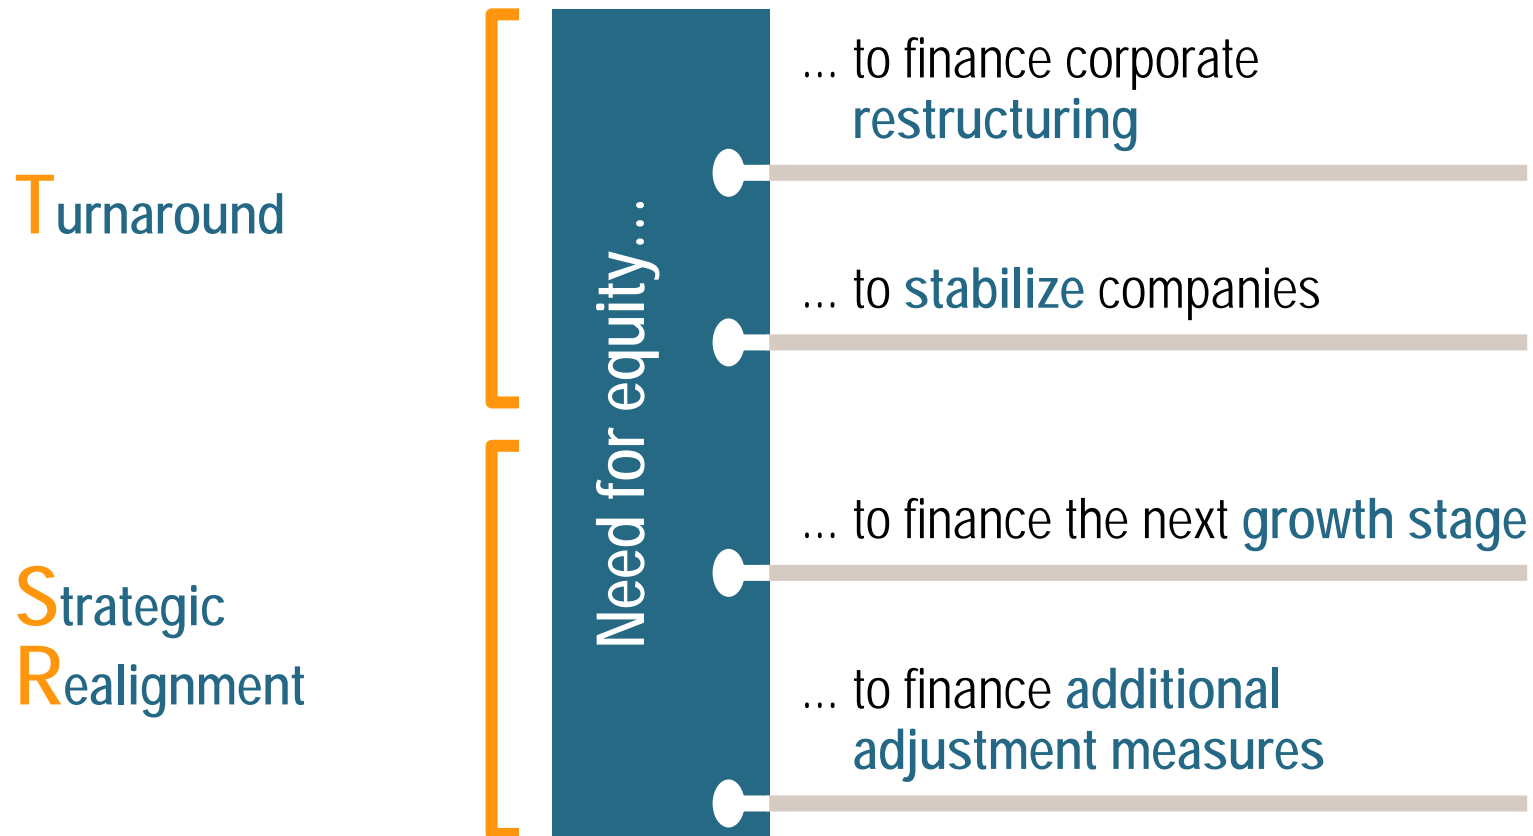 Turnaround
Strategic
Realignment
Need for equity…
… to finance corporate
restructuring
… to stabilize companies
… to finance the next growth stage
… to finance additional
adjustment measures